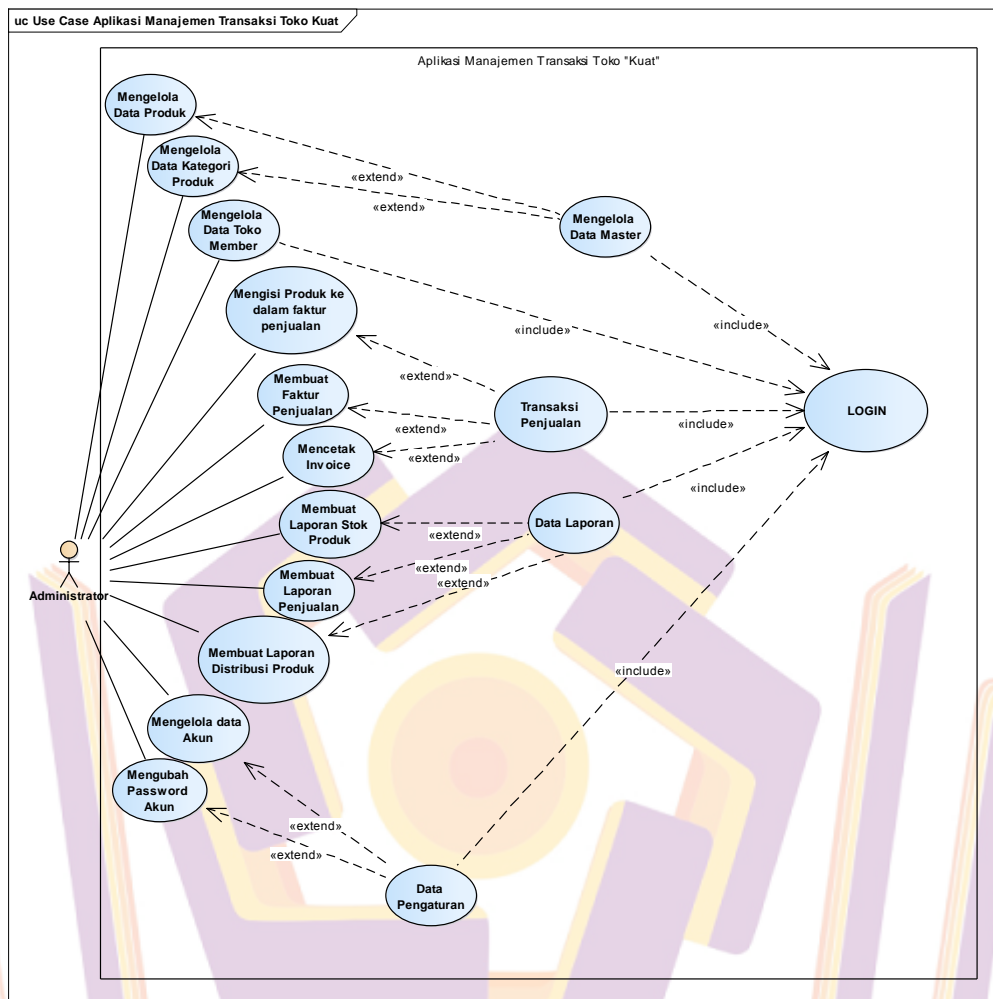 uc Use Case Aplikasi Manajemen Transaksi Toko Kuat
Aplikasi Manajemen Transaksi Toko "Kuat"
Mengelola
Data Produk
Mengelola
Data Kategori
Produk
«extend»
«extend»
Mengelola
Data Toko
Member
Mengelola
Data Master
Mengisi Produk ke
dalam faktur
penjualan
«include»
«include»
«extend»
Membuat
Faktur
Penjualan
Transaksi
Penjualan
LOGIN
«extend»
«include»
Mencetak
Invoice
«extend»
«include»
Membuat
Laporan Stok
Produk
Data Laporan
«extend»
«extend»
«extend»
Membuat
Laporan
Penjualan
Administrator
Membuat Laporan
Distribusi Produk
«include»
Mengelola data
Akun
Mengubah
Password
Akun
«extend»
«extend»
Data
Pengaturan